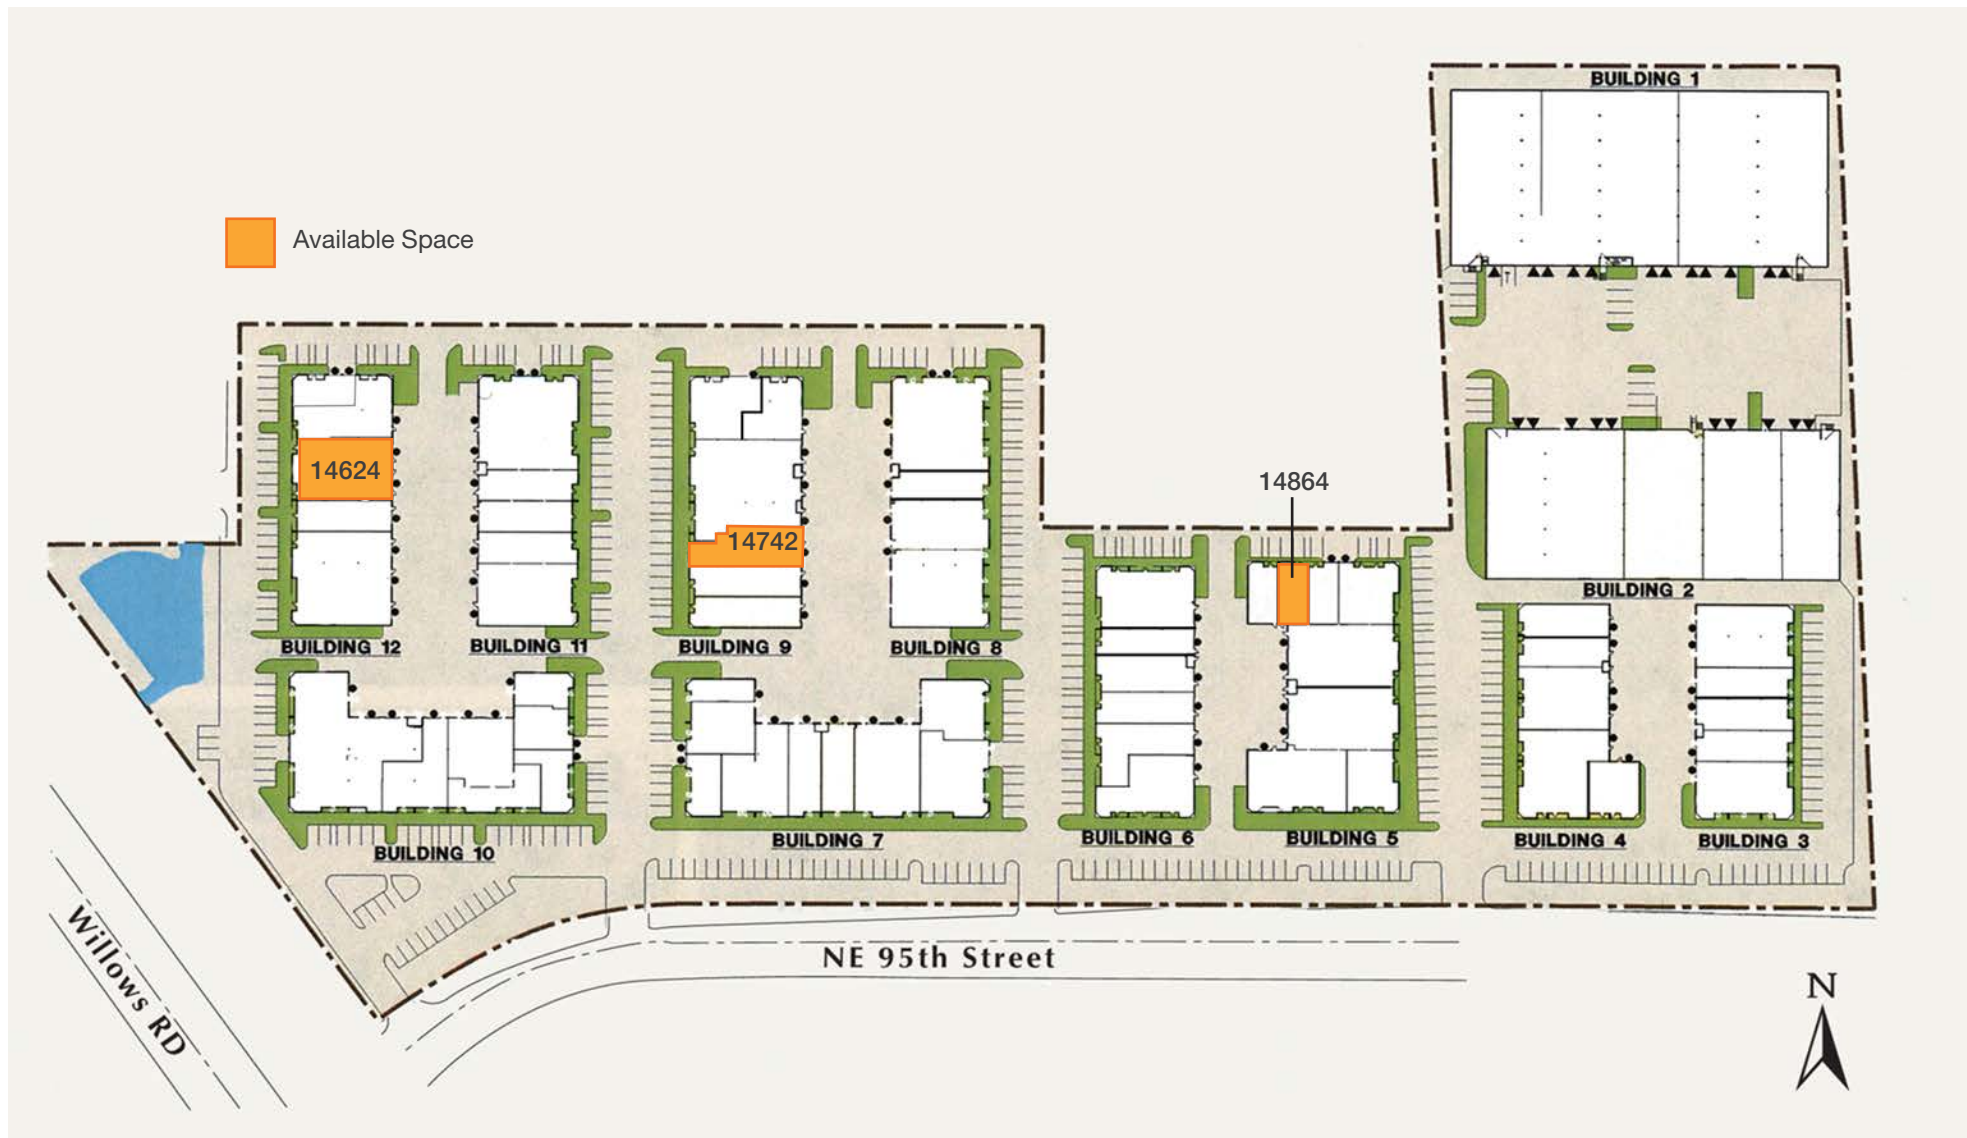 BUILDING 1
Available Space
14624
14742
14864
BUILDING 2
BUILDING 12
BUILDING 11
BUILDING 9
BUILDING 8
BUILDING 10
BUILDING 7
BUILDING 6
BUILDING 5
BUILDING 4
BUILDING 3
Willows RD
NE 95th Street
N